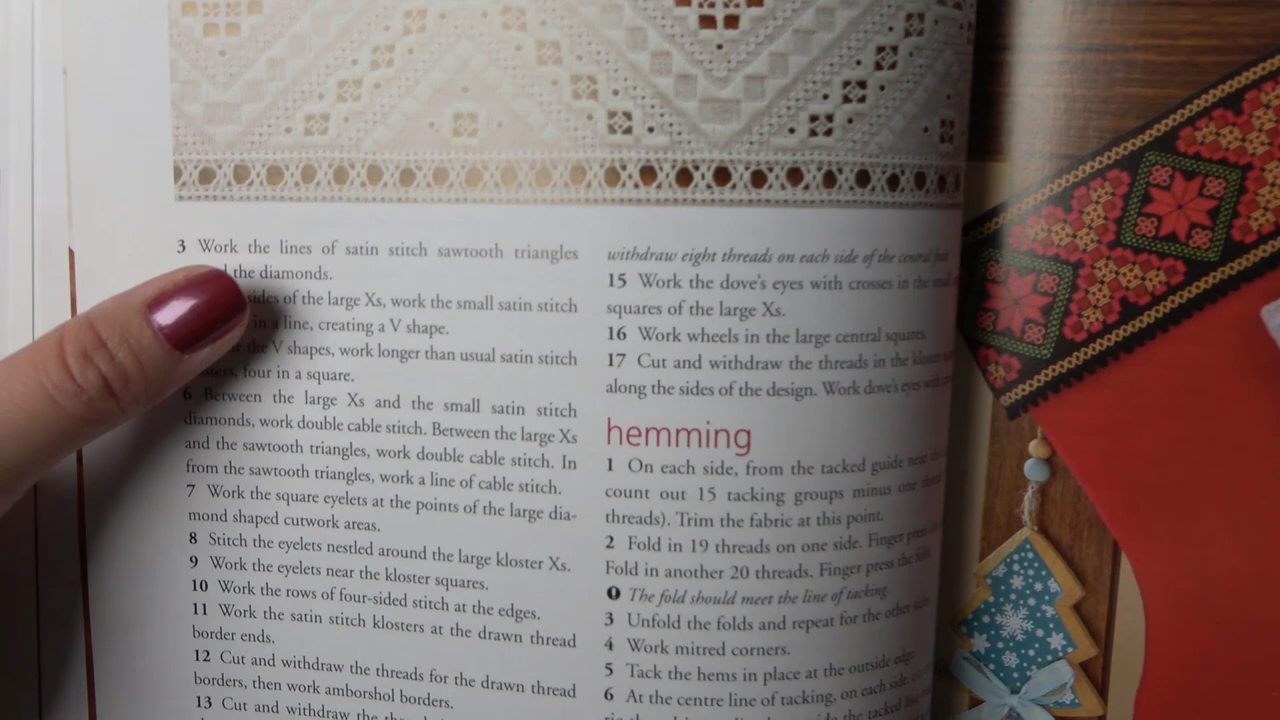 3 Work the lines of satin stitch sawtooth triangles
the diamonds.
sides of the large Xs, work the small satin stitch
in a line, creating a V shape.
the V shapes, work longer than usual satin stitch
four in a square.
6 Between the large Xs and the small satin stitch
diamonds, work double cable stitch. Between the large Xs
and the sawtooth triangles, work double cable stitch. In
from the sawtooth triangles, work a line of cable stitch.
7 Work the square eyelets at the points of the large dia-
mond shaped cutwork areas.
8 Stitch the eyelets nestled around the large kloster Xs.
9 Work the eyelets near the kloster squares.
10 Work the rows of four-sided stitch at the edges.
11 Work the satin stitch klosters at the drawn thread
border ends.
12 Cut and withdraw the threads for the drawn thread
borders, then work amborshol borders.
13 Cut and withdraw the
withdraw eight threads on each side of the central
15 Work the dove's eyes with crosses in the small
squares of the large Xs.
16 Work wheels in the large central squares.
17 Cut and withdraw the threads in the kloster
along the sides of the design. Work dove's eyes
hemming
1 On each side, from the tacked guide near
count out 15 tacking groups minus one
threads). Trim the fabric at this point.
2 Fold in 19 threads on one side. Finger press
Fold in another 20 threads. Finger press the fold.
The fold should meet the line of tacking.
3 Unfold the folds and repeat for the other
4 Work mitred corners.
5 Tack the hems in place at the outside edge.
6 At the centre line of tacking, on each side,
the tacked